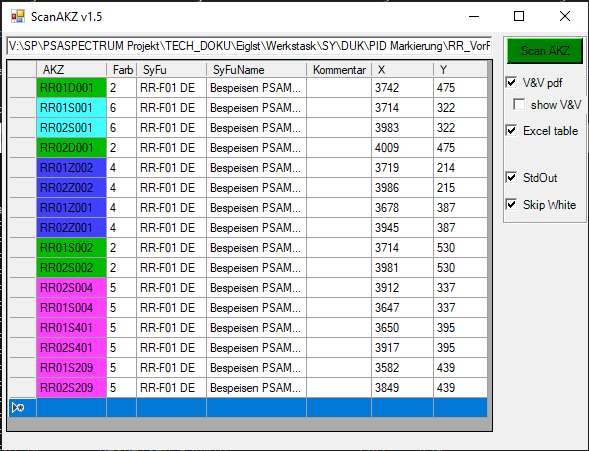 ScanAKZ v1.5
V:\SP\PSASPECTRUM Projekt\TECH_DOKU\Eiglst\Werkstask\SY\DUK\PID Markierung\RR_VorF
Scan AKZ
AKZ Farb SyFu SyFuName Kommentar X Y
RR01D001 2 RR-F01 DE Bespeisen PSAM... 3742 475
RR01S001 6 RR-F01 DE Bespeisen PSAM... 3714 322
RR02S001 6 RR-F01 DE Bespeisen PSAM... 3983 322
RR02D001 2 RR-F01 DE Bespeisen PSAM... 4009 475
RR01Z002 4 RR-F01 DE Bespeisen PSAM... 3719 214
RR02Z002 4 RR-F01 DE Bespeisen PSAM... 3986 215
RR01Z001 4 RR-F01 DE Bespeisen PSAM... 3678 387
RR02Z001 4 RR-F01 DE Bespeisen PSAM... 3945 387
RR01S002 2 RR-F01 DE Bespeisen PSAM... 3714 530
RR02S002 2 RR-F01 DE Bespeisen PSAM... 3981 530
RR02S004 5 RR-F01 DE Bespeisen PSAM... 3912 337
RR01S004 5 RR-F01 DE Bespeisen PSAM... 3647 337
RR01S401 5 RR-F01 DE Bespeisen PSAM... 3650 395
RR02S401 5 RR-F01 DE Bespeisen PSAM... 3917 395
RR01S209 5 RR-F01 DE Bespeisen PSAM... 3582 439
RR02S209 5 RR-F01 DE Bespeisen PSAM... 3849 439
V&V pdf
show V&V
Excel table
StdOut
Skip White